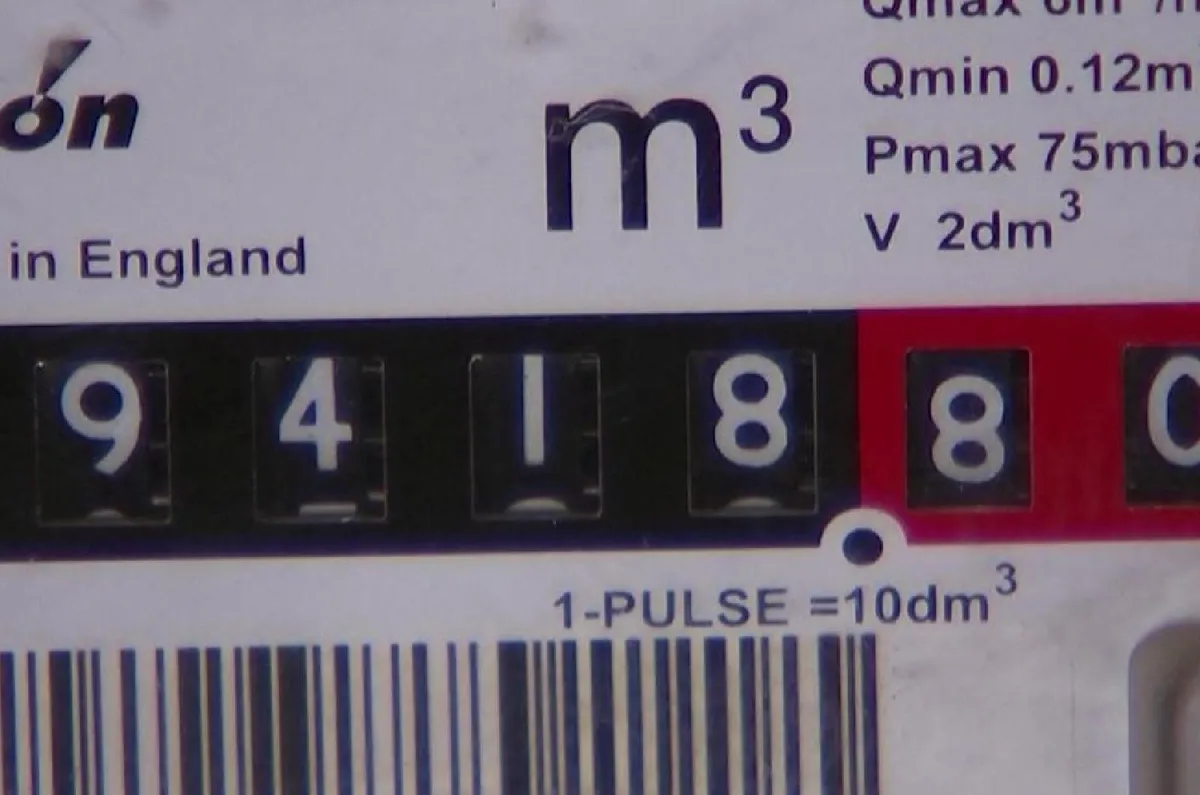 Qmin 0.12m
ón
m³
Pmax 75mba
V 2dm³
in England
9 4 1 8 8
1-PULSE =10dm³